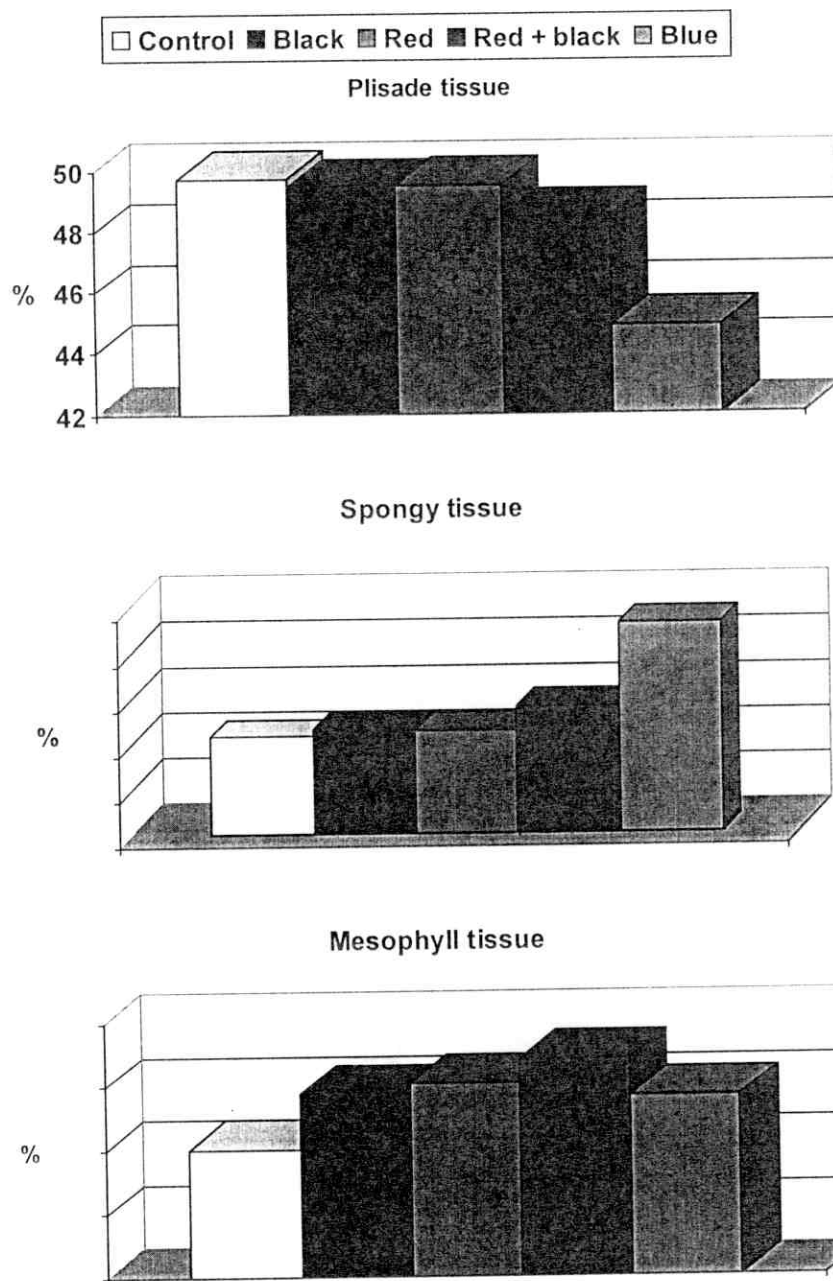 Control Black Red Red + black Blue
Plisade tissue
50
48
46
44
42
%
Spongy tissue
%
Mesophyll tissue
%